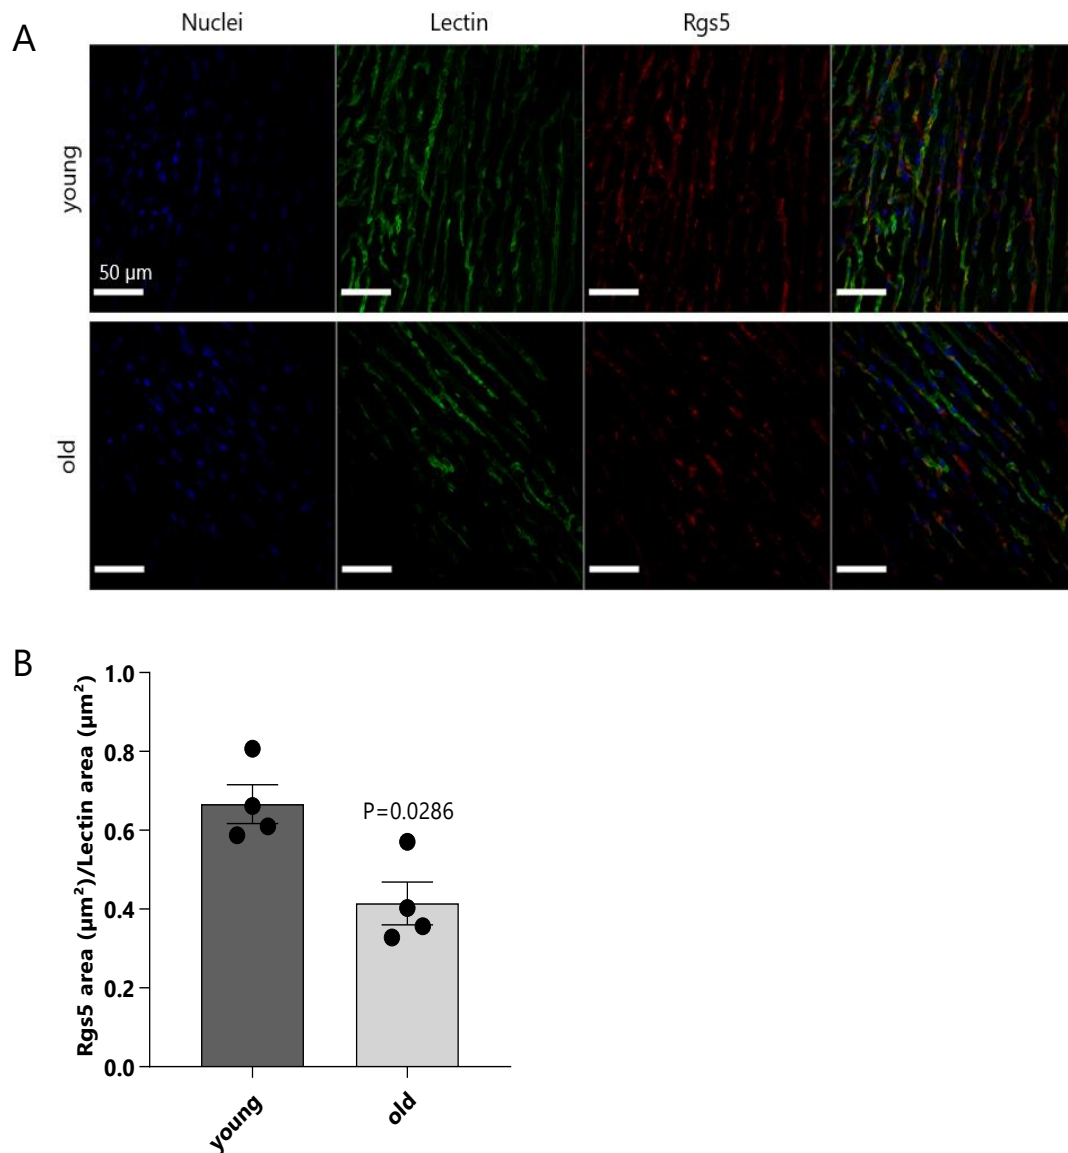 A
Nuclei Lectin Rgs5
young
50 µm
old
B
Rgs5 area (µm²)/Lectin area (µm²)
1.0
0.8
0.6
0.4
0.2
0.0
P=0.0286
young old